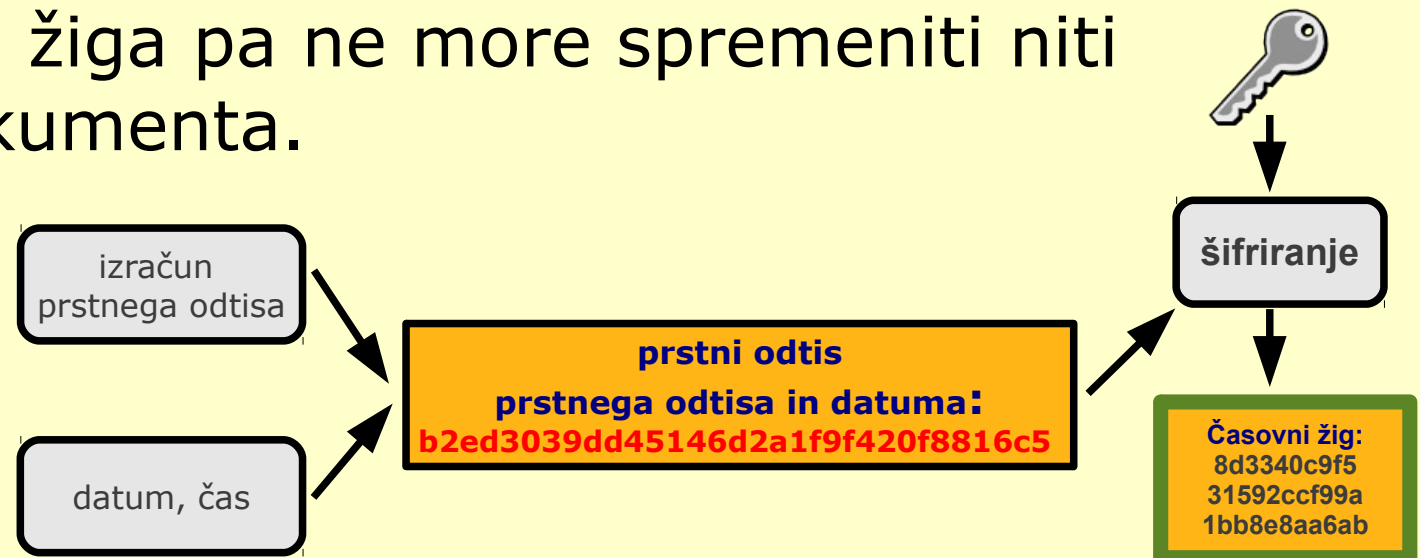 žiga pa ne more spremeniti niti
kumenta.
šifriranje
izračun
prstnega odtisa
prstni odtis
prstnega odtisa in datuma:
b2ed3039dd45146d2a1f9f420f8816c5
datum, čas
Časovni žig:
8d3340c9f5
31592ccf99a
1bb8e8aa6ab